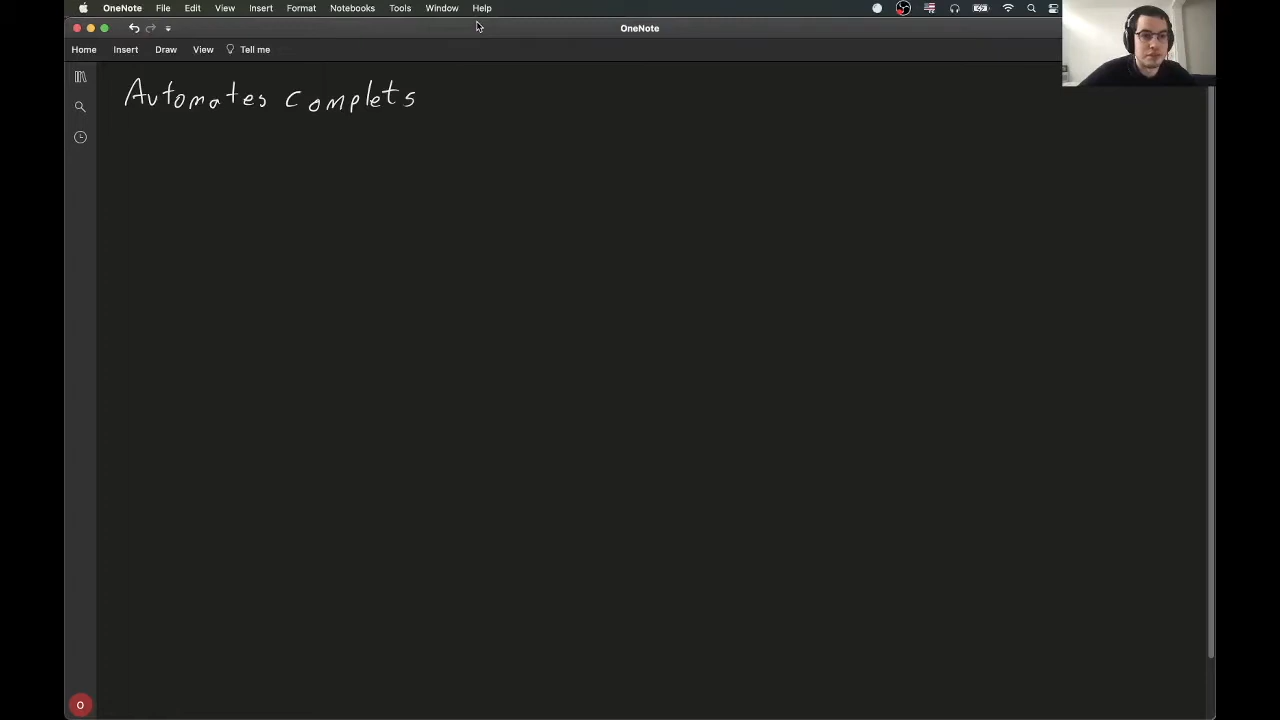 OneNote File Edit View Insert Format Notebooks Tools Window Help
OneNote
Home Insert Draw View Tell me
Automates complets
O